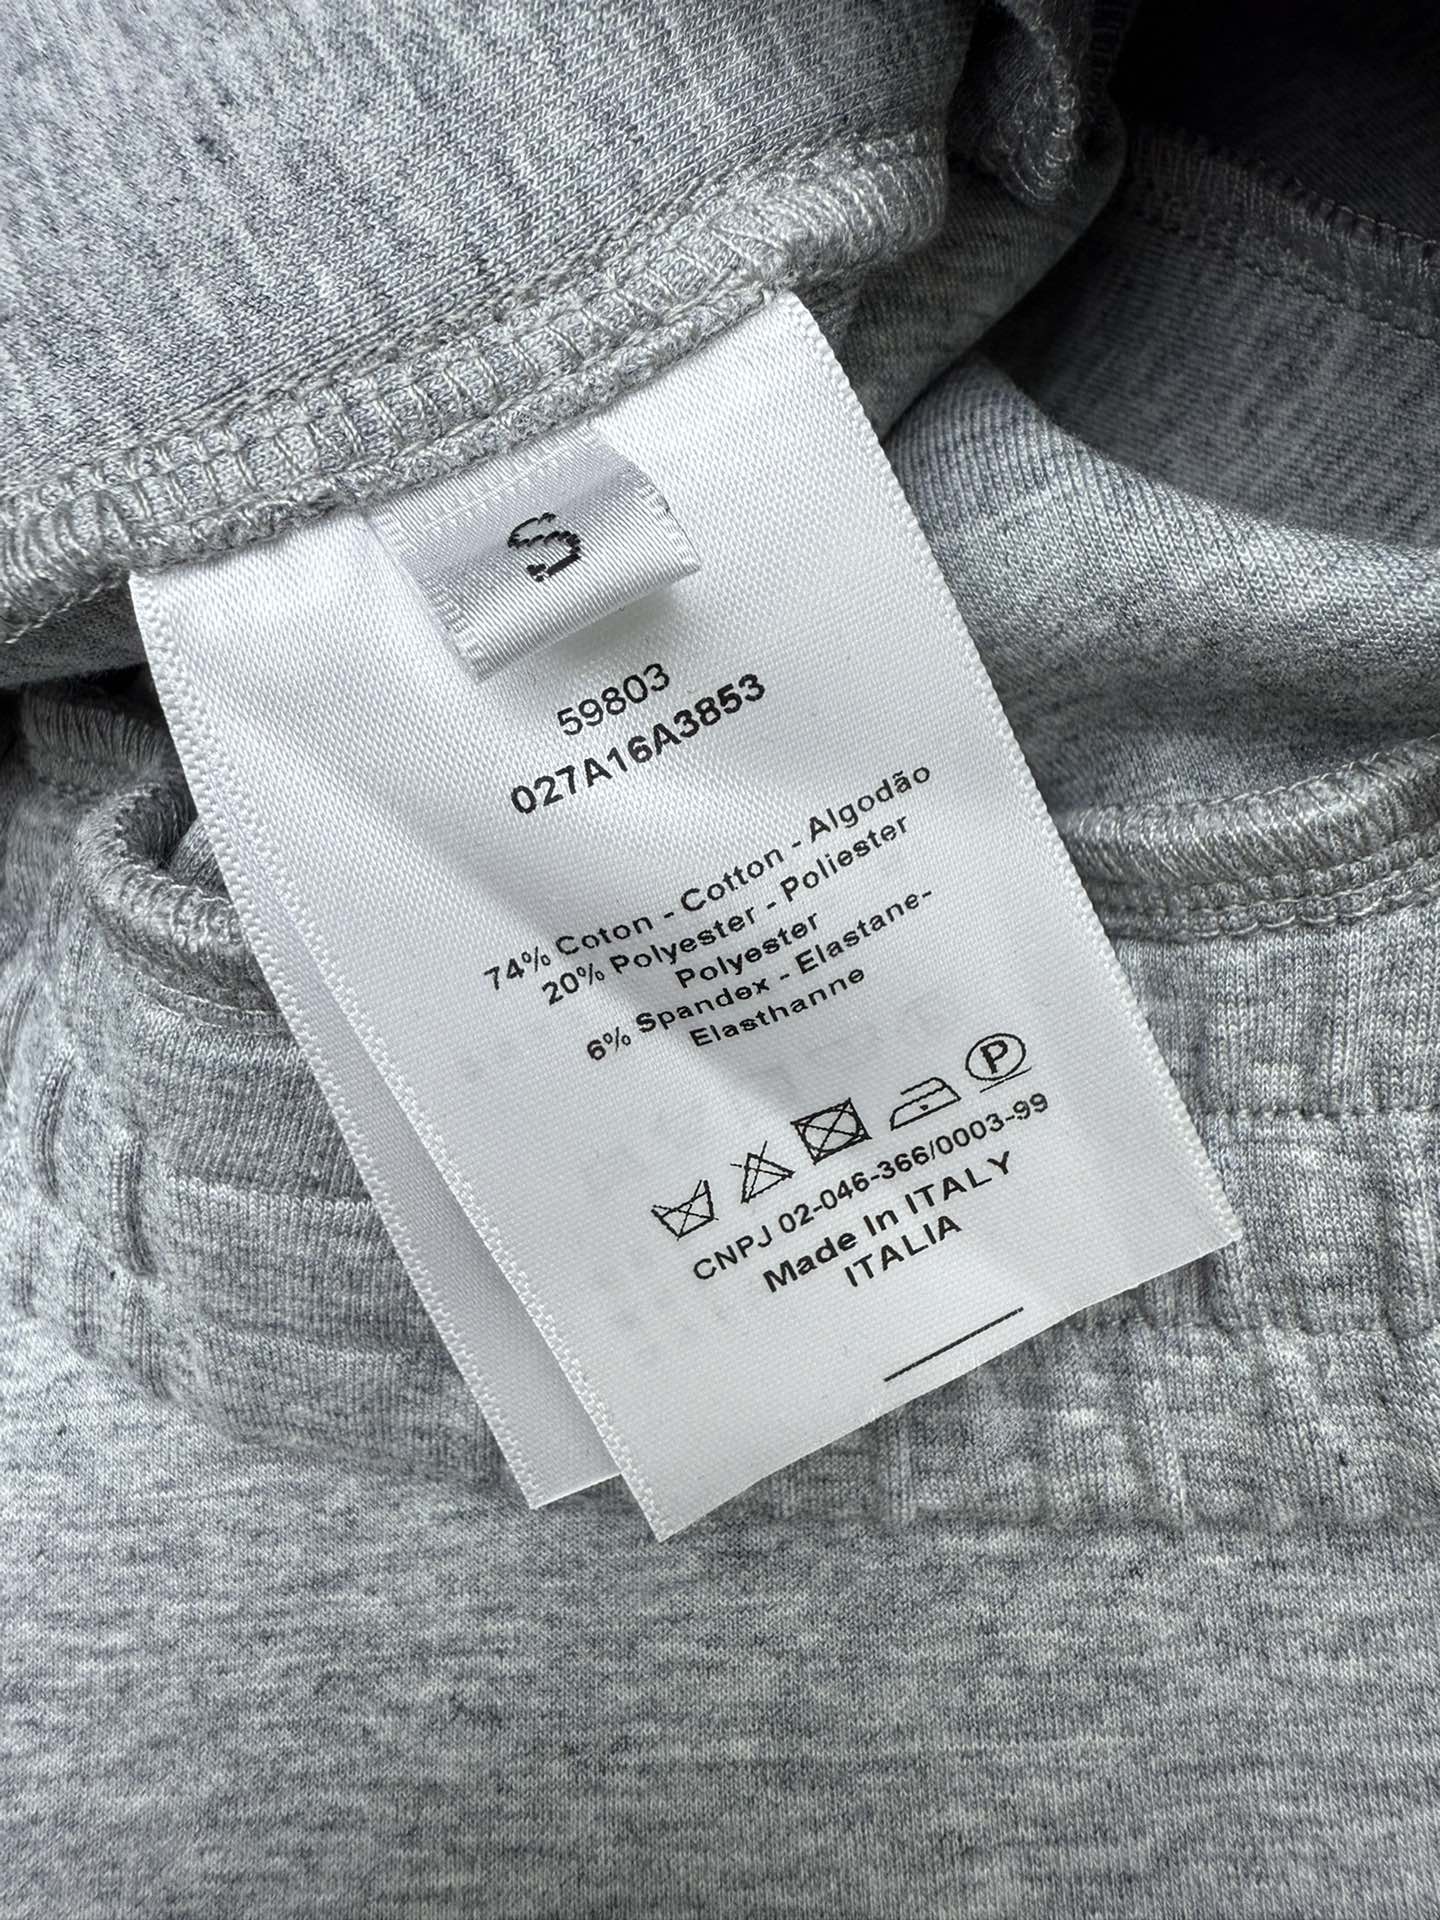 S
59803
027A16A3853
74% Coton - Cotton - Algodão
20% Polyester - Poliester
Polyester
6% Spandex - Elastane-
Elasthanne
P
CNPJ 02-046-366/0003-99
Made In ITALY
ITALIA